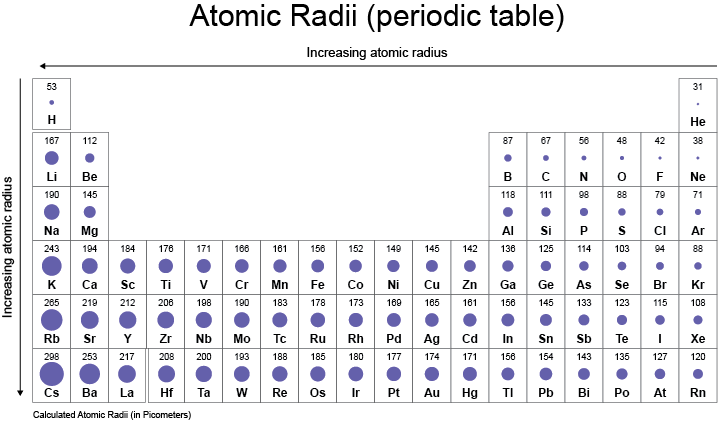 Atomic Radii (periodic table)
Increasing atomic radius
Increasing atomic radius
53 31
H He
167 112 87 67 56 48 42 38
Li Be B C N O F Ne
190 145 118 111 98 88 79 71
Na Mg Al Si P S Cl Ar
243 194 184 176 171 166 161 156 152 149 145 142 136 125 114 103 94 88
K Ca Sc Ti V Cr Mn Fe Co Ni Cu Zn Ga Ge As Se Br Kr
265 219 212 206 198 190 183 178 173 169 165 161 156 145 133 123 115 108
Rb Sr Y Zr Nb Mo Tc Ru Rh Pd Ag Cd In Sn Sb Te I Xe
298 253 217 208 200 193 188 185 180 177 174 171 156 154 143 135 127 120
Cs Ba La Hf Ta W Re Os Ir Pt Au Hg Tl Pb Bi Po At Rn
Calculated Atomic Radii (in Picometers)